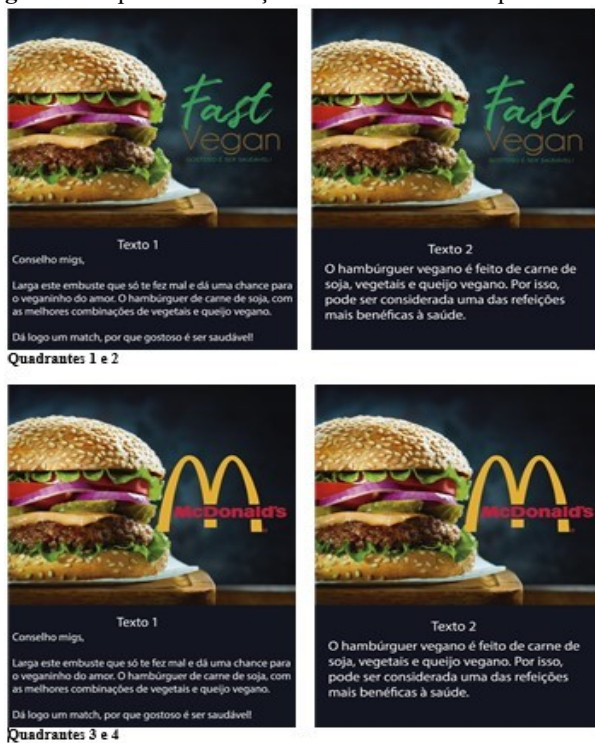 Fast
Vegan
GOSTOSO É SER SAUDÁVEL!
Texto 1
Conselho migs,
Larga este embuste que só te fez mal e dá uma chance para
o veganinho do amor. O hambúrguer de carne de soja, com
as melhores combinações de vegetais e queijo vegano.
Dá logo um match, por que gostoso é ser saudável!
Fast
Vegan
GOSTOSO É SER SAUDÁVEL!
Texto 2
O hambúrguer vegano é feito de carne de
soja, vegetais e queijo vegano. Por isso,
pode ser considerada uma das refeições
mais benéficas à saúde.
Quadrantes 1 e 2
McDonald's
Texto 1
Conselho migs,
Larga este embuste que só te fez mal e dá uma chance para
o veganinho do amor. O hambúrguer de carne de soja, com
as melhores combinações de vegetais e queijo vegano.
Dá logo um match, por que gostoso é ser saudável!
McDonald's
Texto 2
O hambúrguer vegano é feito de carne de
soja, vegetais e queijo vegano. Por isso,
pode ser considerada uma das refeições
mais benéficas à saúde.
Quadrantes 3 e 4